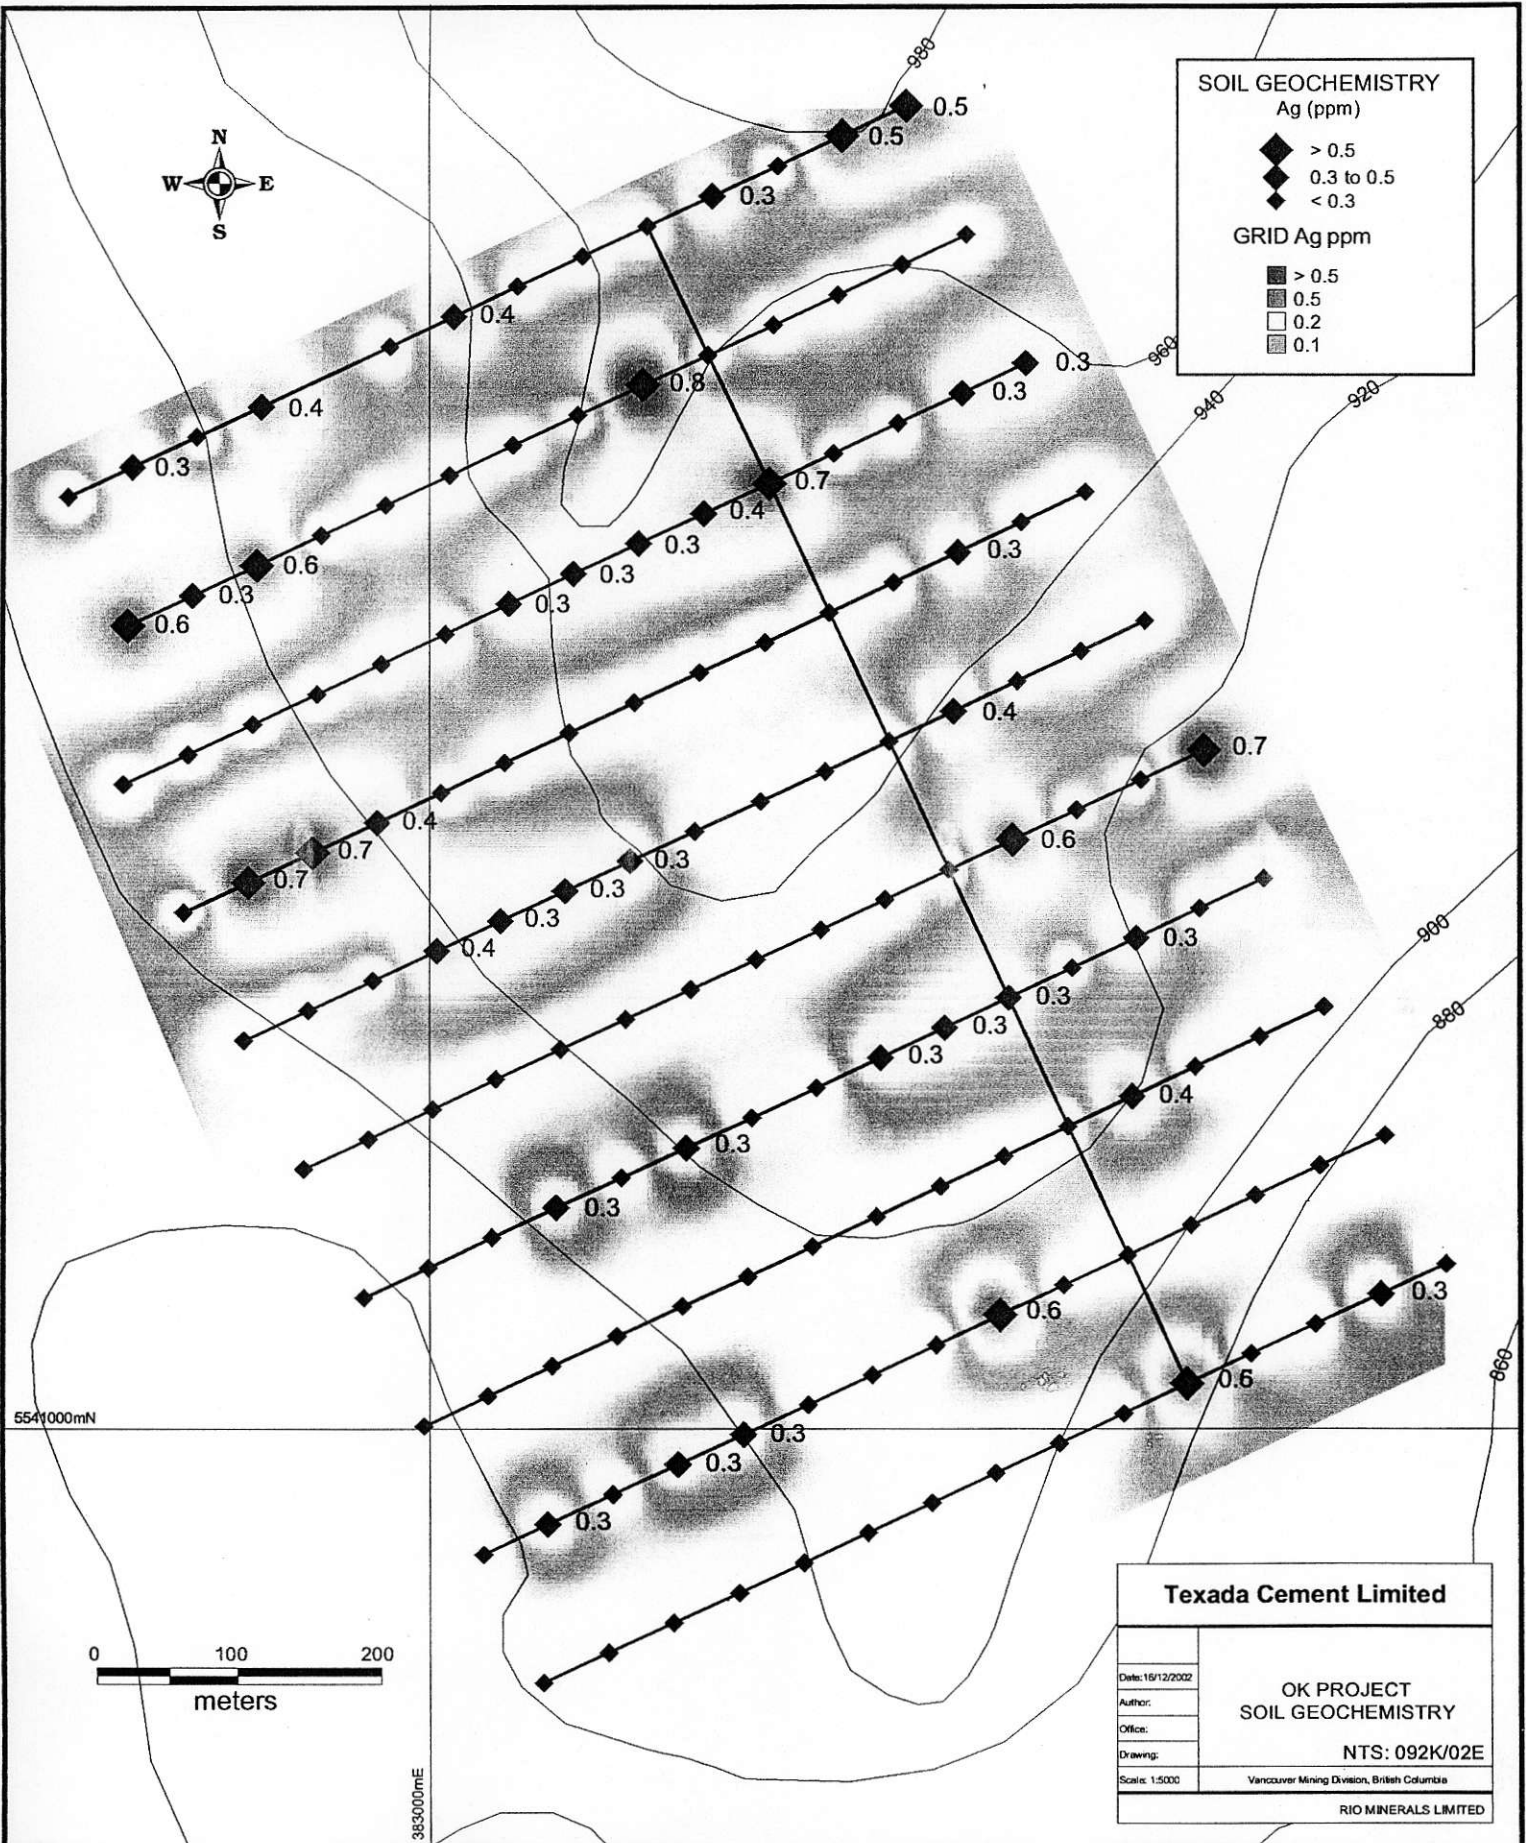 980
SOIL GEOCHEMISTRY
Ag (ppm)
> 0.5
0.3 to 0.5
< 0.3
GRID Ag ppm
> 0.5
0.5
0.2
0.1
N
W E
S
0.5
0.5
0.3
0.4
0.4
0.3
960
0.3
0.3
0.8
940
920
0.7
0.4
0.3
0.3
0.3
0.6
0.3
0.6
0.3
0.4
0.7
0.6
0.4
0.7
0.7
0.3
0.3
0.3
0.4
0.3
0.3
0.3
0.3
900
880
0.4
0.3
0.3
0.3
0.6
0.6
860
5541000mN
0.3
0.3
0.3
0 100 200
meters
383000mE
Texada Cement Limited
Date:16/12/2002
Author:
Office:
Drawing:
Scale: 1:5000
OK PROJECT
SOIL GEOCHEMISTRY
NTS: 092K/02E
Vancouver Mining Division, British Columbia
RIO MINERALS LIMITED